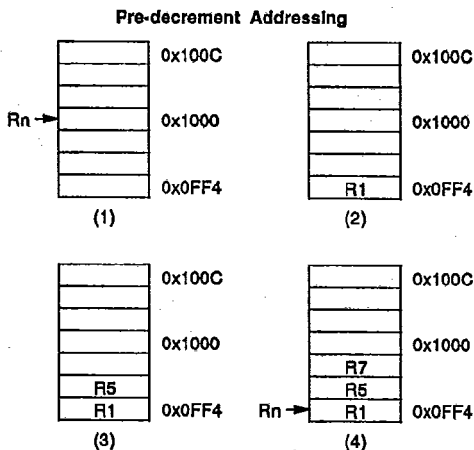 Pre-decrement Addressing
0x100C
Rn
0x1000
0x0FF4
(1)
0x100C
0x1000
R1
0x0FF4
(2)
0x100C
0x1000
R5
R1
0x0FF4
(3)
0x100C
0x1000
R7
R5
Rn
R1
0x0FF4
(4)